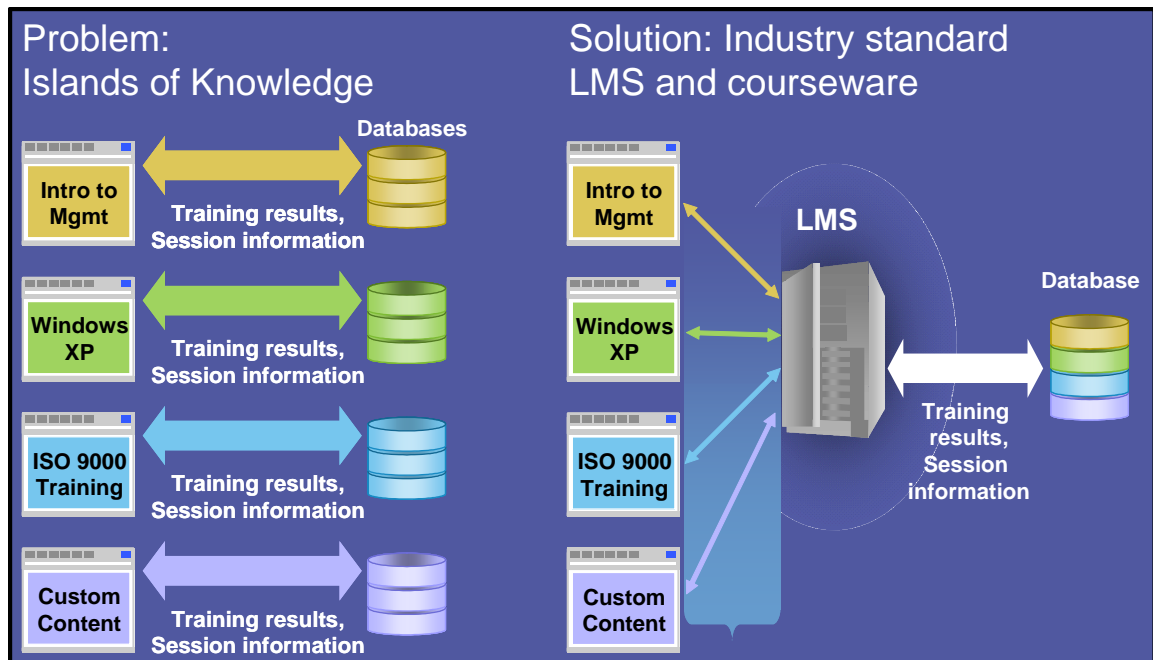 Problem:
Islands of Knowledge
Databases
Intro to
Mgmt
Training results,
Session information
Windows
XP
Training results,
Session information
ISO 9000
Training
Training results,
Session information
Custom
Content
Training results,
Session information
Solution: Industry standard
LMS and courseware
Intro to
Mgmt
Windows
XP
ISO 9000
Training
Custom
Content
LMS
Database
Training
results,
Session
information